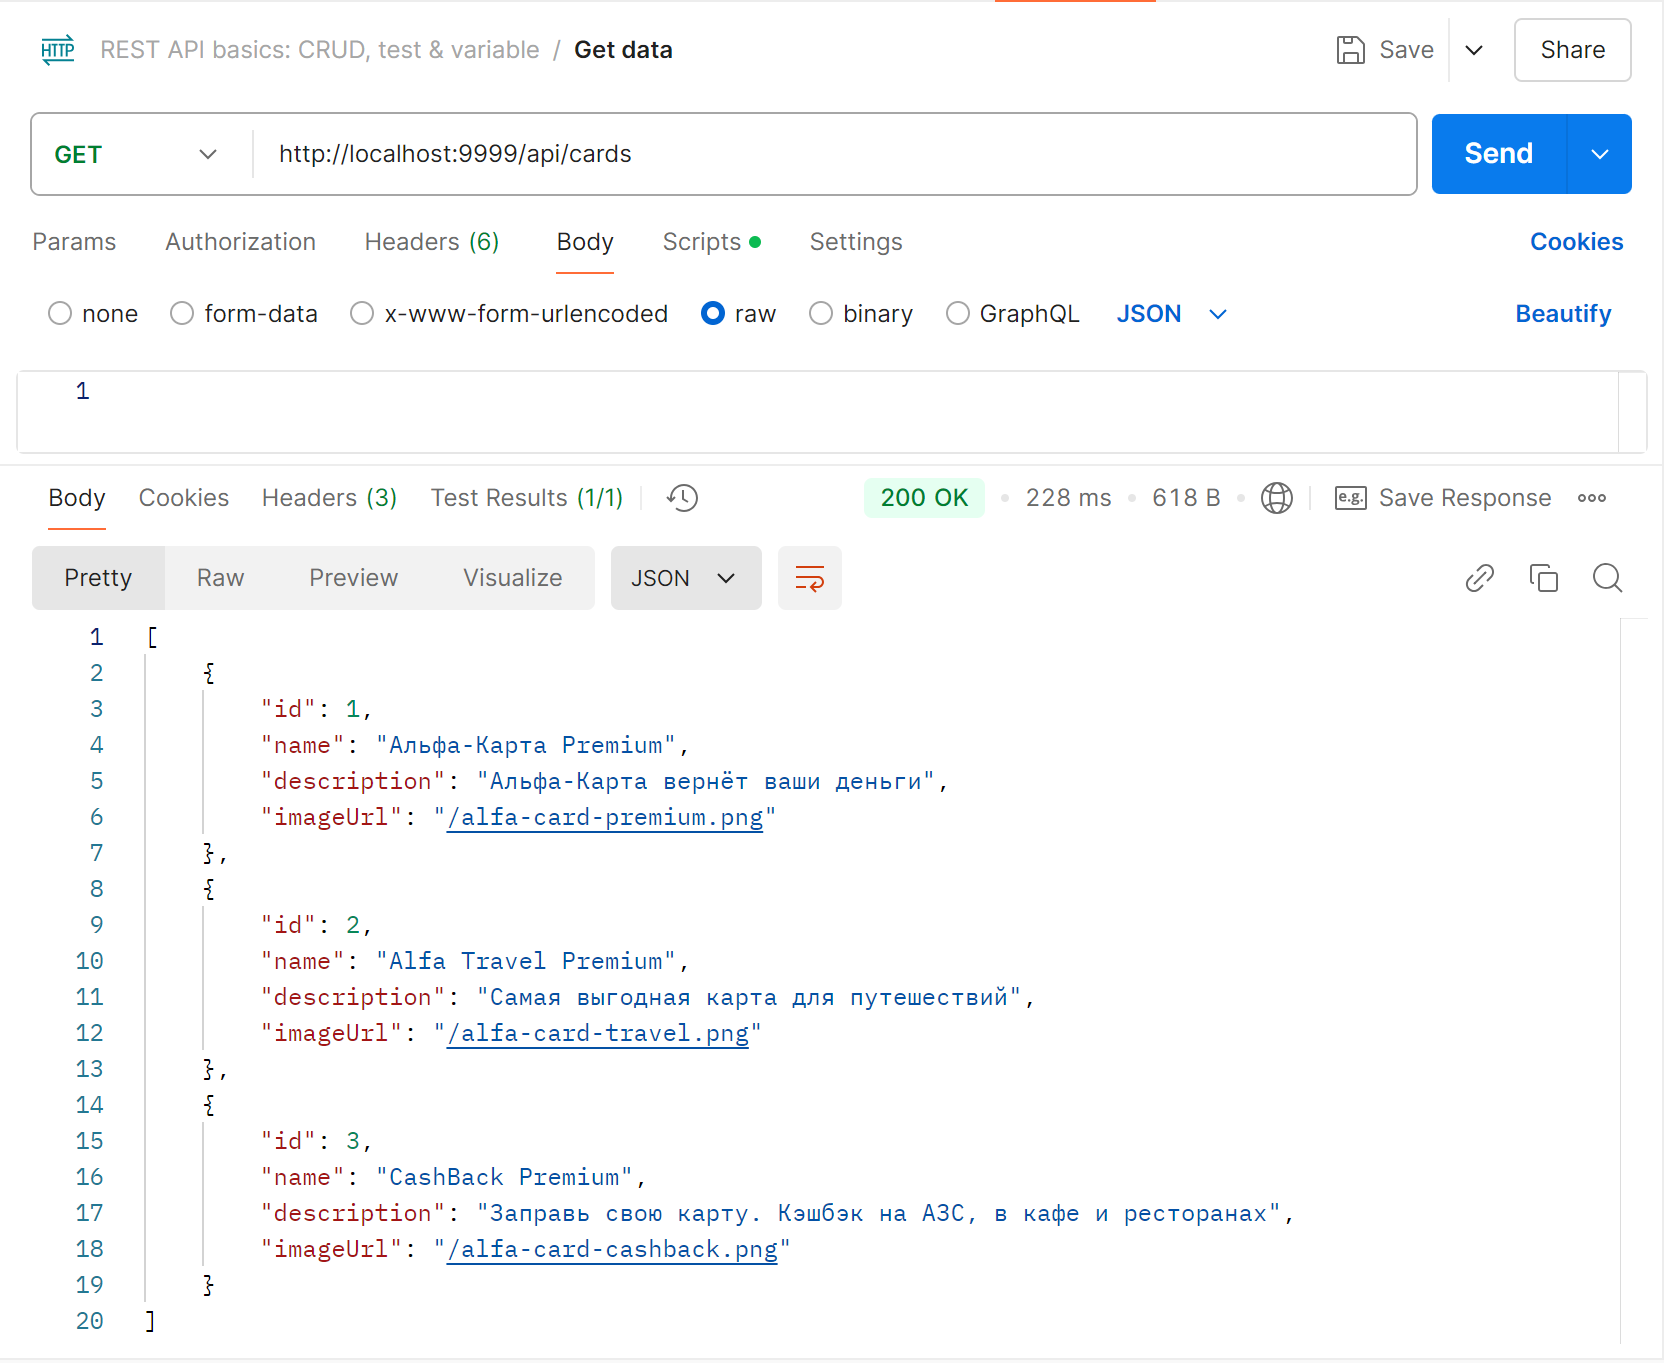 HTTP REST API basics: CRUD, test & variable / Get data Save Share
GET http://localhost:9999/api/cards Send
Params Authorization Headers (6) Body Scripts Settings Cookies
none form-data x-www-form-urlencoded raw binary GraphQL JSON Beautify
1
Body Cookies Headers (3) Test Results (1/1) 200 OK 228 ms 618 B e.g. Save Response
Pretty Raw Preview Visualize JSON
1 [
2 {
3 "id": 1,
4 "name": "Альфа-Карта Premium",
5 "description": "Альфа-Карта вернёт ваши деньги",
6 "imageUrl": "/alfa-card-premium.png"
7 },
8 {
9 "id": 2,
10 "name": "Alfa Travel Premium",
11 "description": "Самая выгодная карта для путешествий",
12 "imageUrl": "/alfa-card-travel.png"
13 },
14 {
15 "id": 3,
16 "name": "CashBack Premium",
17 "description": "Заправь свою карту. Кэшбэк на АЗС, в кафе и ресторанах",
18 "imageUrl": "/alfa-card-cashback.png"
19 }
20 ]